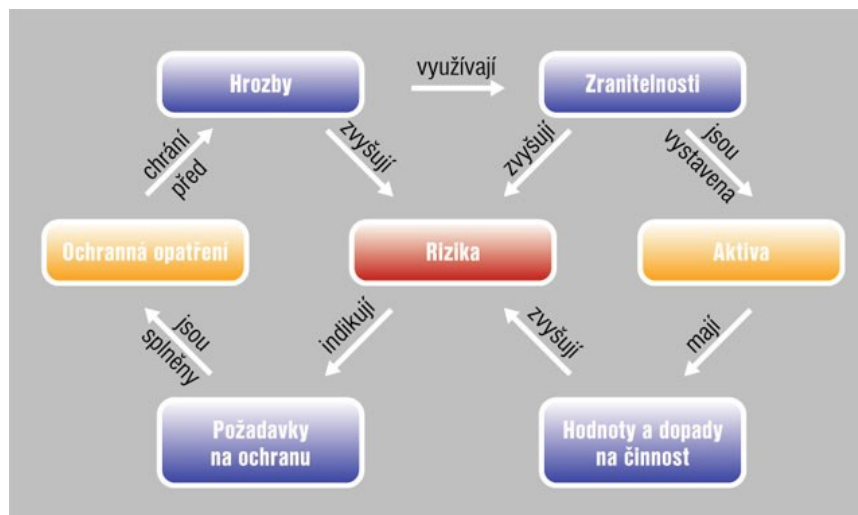 Hrozby
využívají
Zranitelnosti
chrání
před
zvyšují
zvyšují
jsou
vystavena
Ochranná opatření
Rizika
Aktiva
jsou
splněny
indikují
zvyšují
mají
Požadavky
na ochranu
Hodnoty a dopady
na činnost